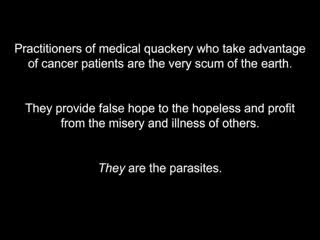 Practitioners of medical quackery who take advantage
of cancer patients are the very scum of the earth.
They provide false hope to the hopeless and profit
from the misery and illness of others.
They are the parasites.